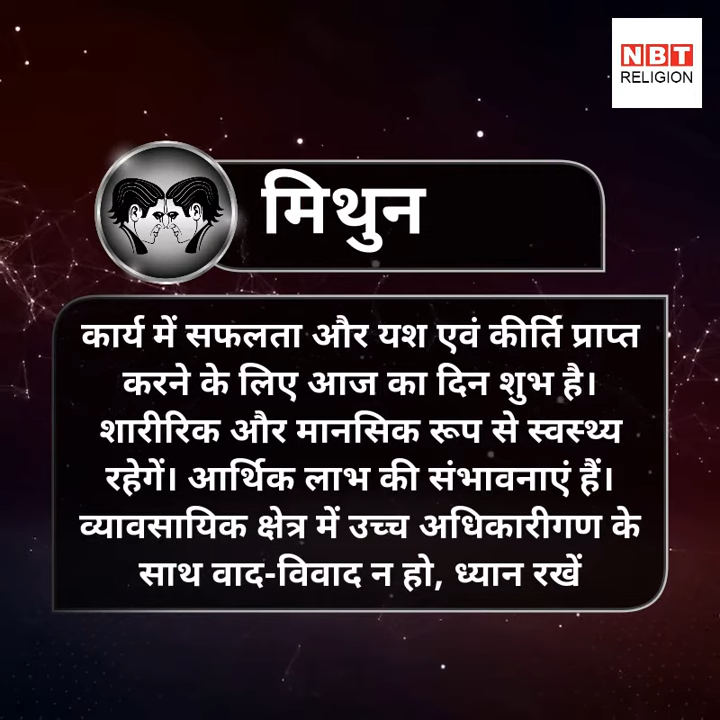 NBT
RELIGION
मिथुन
कार्य में सफलता और यश एवं कीर्ति प्राप्त
करने के लिए आज का दिन शुभ है।
शारीरिक और मानसिक रूप से स्वस्थ्य
रहेगें। आर्थिक लाभ की संभावनाएं हैं।
व्यावसायिक क्षेत्र में उच्च अधिकारीगण के
साथ वाद-विवाद न हो, ध्यान रखें